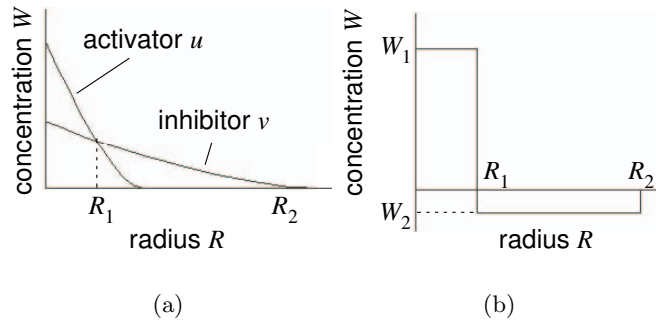 concentration W
activator u
inhibitor v
R₁
R₂
radius R
(a)
concentration W
W₁
R₁
R₂
W₂
radius R
(b)